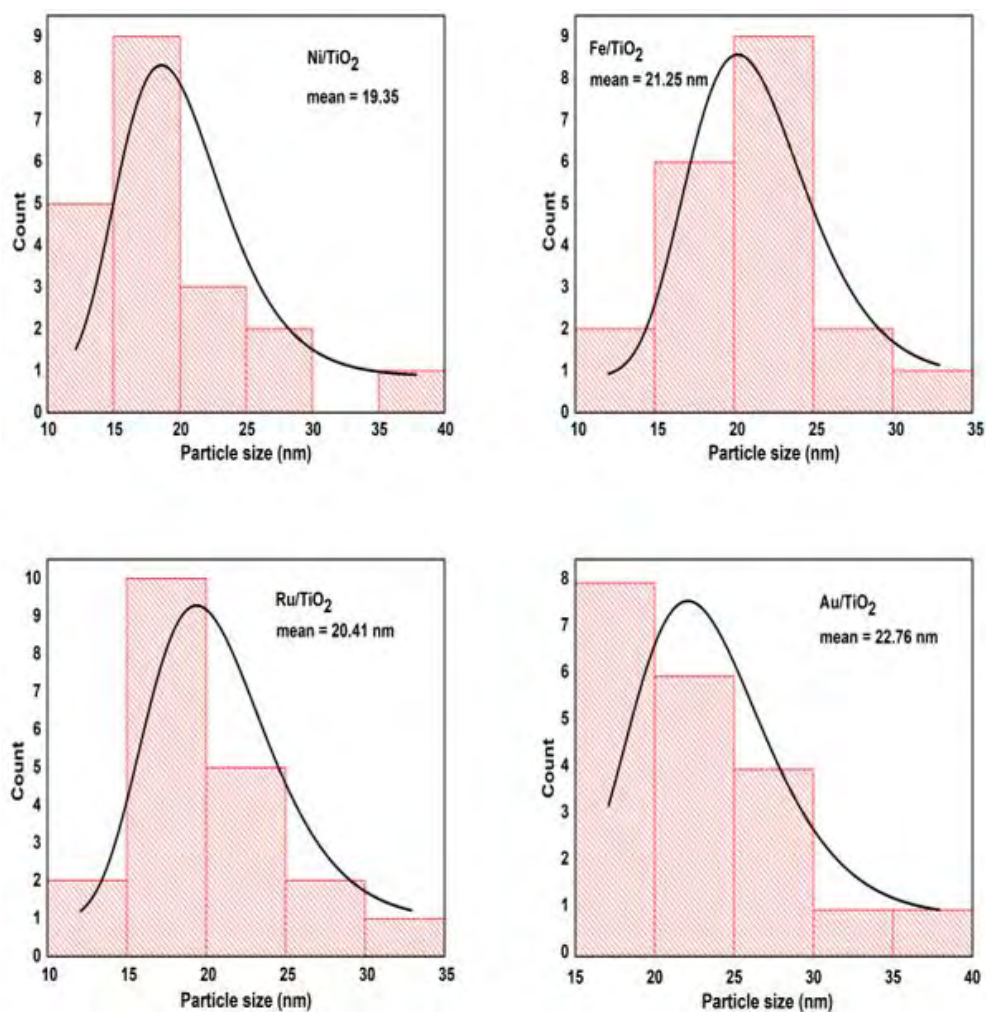 Ni/TiO2
mean = 19.35
9
8
7
6
5
4
3
2
1
0
Count
10 15 20 25 30 35 40
Particle size (nm)
Fe/TiO2
mean = 21.25 nm
9
8
7
6
5
4
3
2
1
0
Count
10 15 20 25 30 35
Particle size (nm)
Ru/TiO2
mean = 20.41 nm
10
9
8
7
6
5
4
3
2
1
0
Count
10 15 20 25 30 35
Particle size (nm)
Au/TiO2
mean = 22.76 nm
8
7
6
5
4
3
2
1
0
Count
15 20 25 30 35 40
Particle size (nm)